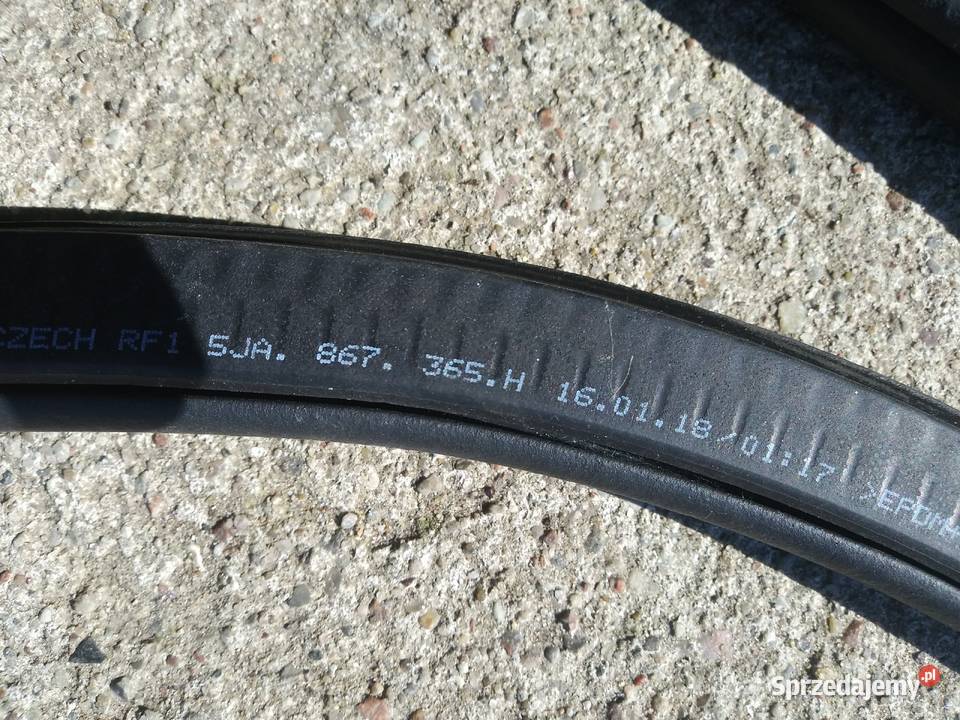 CZECH RF1 5JA. 867. 365.H 16.01.18/01:17 >EPDM
Sprzedajemy.pl